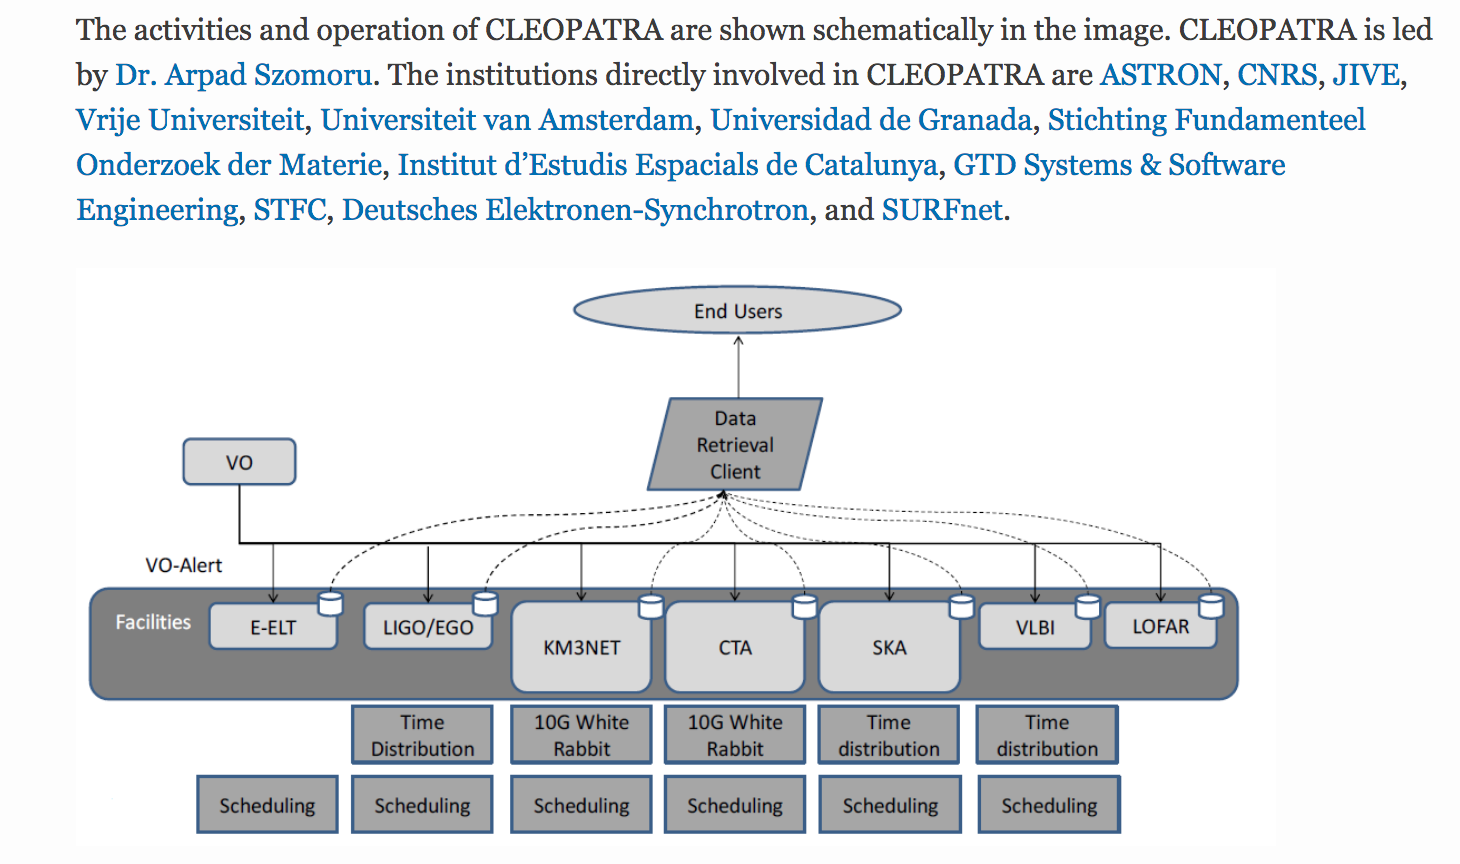 The activities and operation of CLEOPATRA are shown schematically in the image. CLEOPATRA is led
by Dr. Arpad Szomoru. The institutions directly involved in CLEOPATRA are ASTRON, CNRS, JIVE,
Vrije Universiteit, Universiteit van Amsterdam, Universidad de Granada, Stichting Fundamenteel
Onderzoek der Materie, Institut d’Estudis Espacials de Catalunya, GTD Systems & Software
Engineering, STFC, Deutsches Elektronen-Synchrotron, and SURFnet.
End Users
Data
Retrieval
Client
VO
VO-Alert
Facilities
E-ELT
LIGO/EGO
KM3NET
CTA
SKA
VLBI
LOFAR
Time
Distribution
10G White
Rabbit
10G White
Rabbit
Time
distribution
Time
distribution
Scheduling
Scheduling
Scheduling
Scheduling
Scheduling
Scheduling